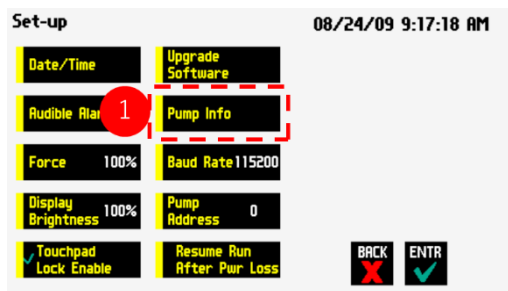 Set-up 08/24/09 9:17:18 AM
Date/Time
Upgrade
Software
Audible Alar
1
Pump Info
Force 100%
Baud Rate 115200
Display
Brightness 100%
Pump
Address 0
Touchpad
Lock Enable
Resume Run
After Pwr Loss
BACK
ENTR